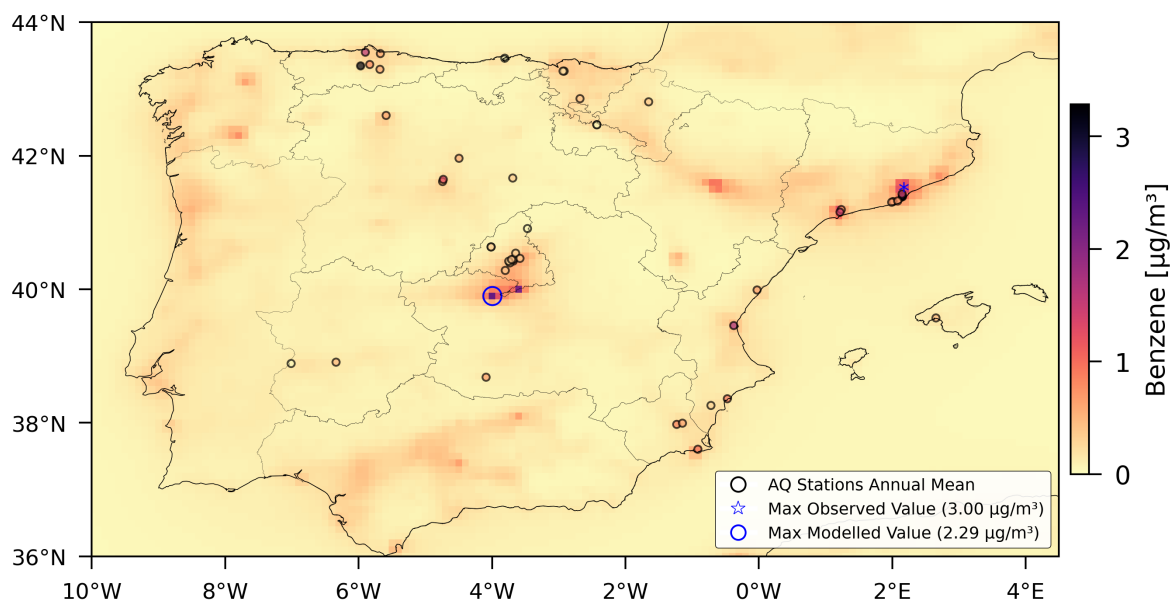 44°N
42°N
40°N
38°N
36°N
10°W
8°W
6°W
4°W
2°W
0°W
2°E
4°E
AQ Stations Annual Mean
Max Observed Value (3.00 µg/m³)
Max Modelled Value (2.29 µg/m³)
3
2
1
0
Benzene [µg/m³]